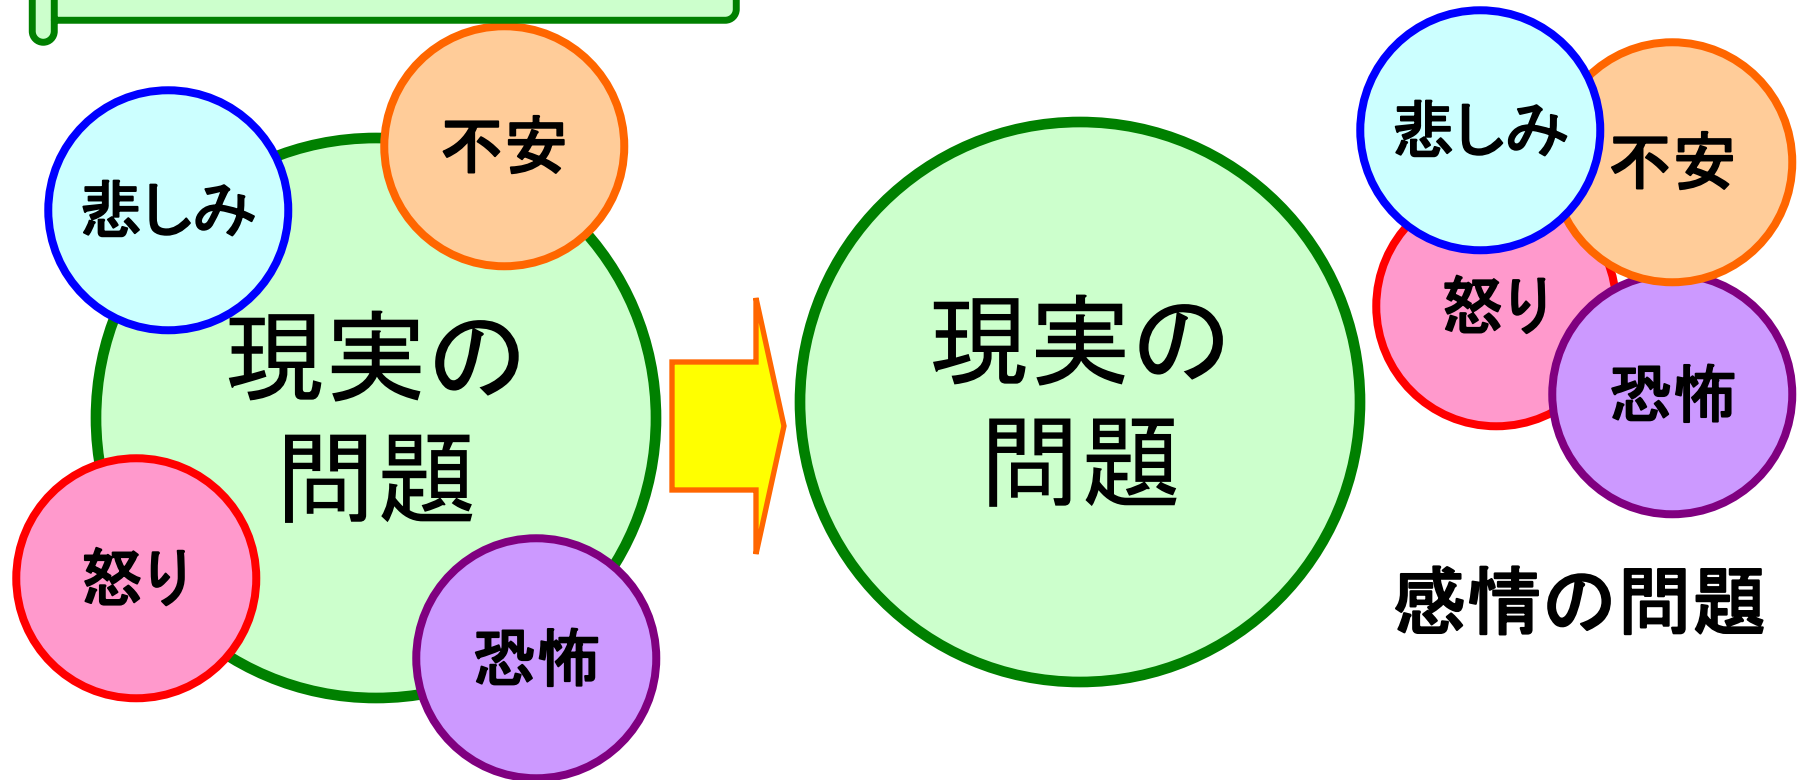 不安
悲しみ
現実の
問題
怒り
恐怖
現実の
問題
悲しみ
不安
怒り
恐怖
感情の問題